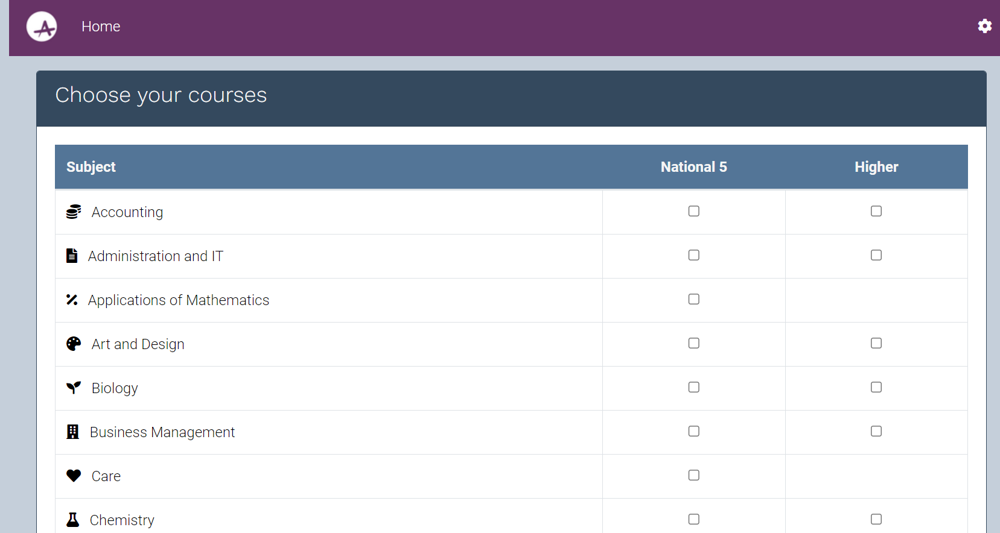 Home
Choose your courses
Subject National 5 Higher
Accounting
Administration and IT
Applications of Mathematics
Art and Design
Biology
Business Management
Care
Chemistry